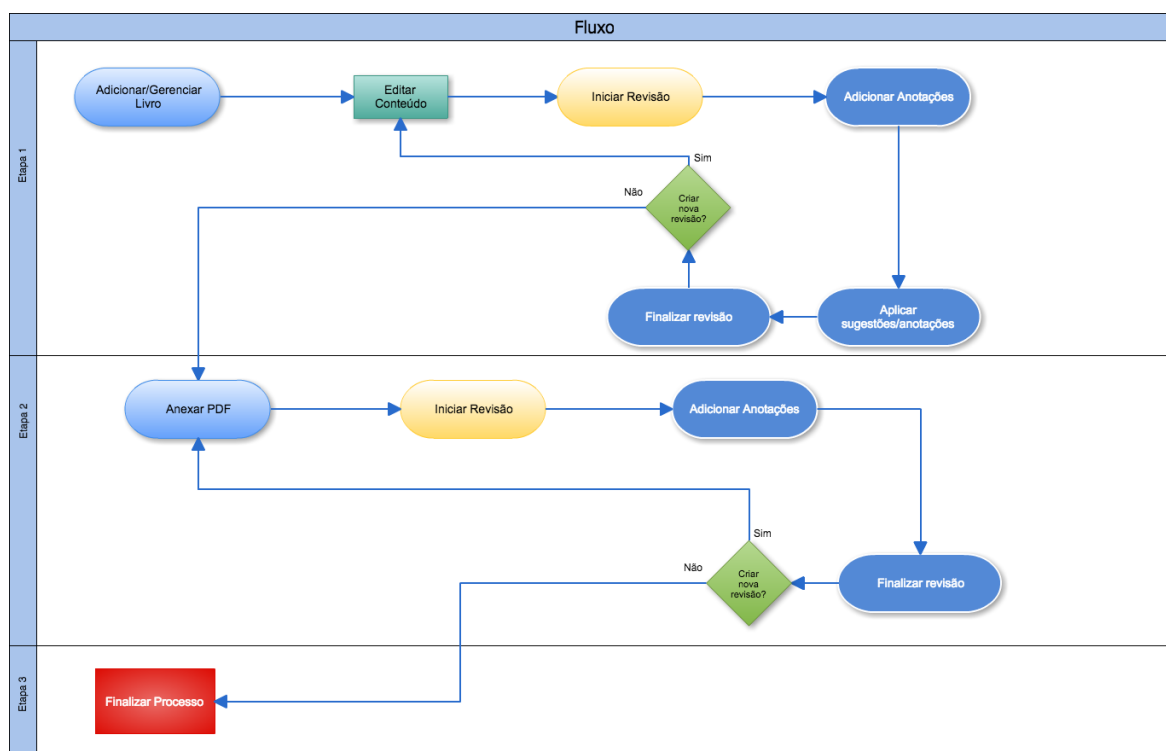 Fluxo
Etapa 1
Adicionar/Gerenciar
Livro
Editar
Conteúdo
Iniciar Revisão
Adicionar Anotações
Sim
Não
Criar
nova
revisão?
Finalizar revisão
Aplicar
sugestões/anotações
Etapa 2
Anexar PDF
Iniciar Revisão
Adicionar Anotações
Sim
Não
Criar
nova
revisão?
Finalizar revisão
Etapa 3
Finalizar Processo